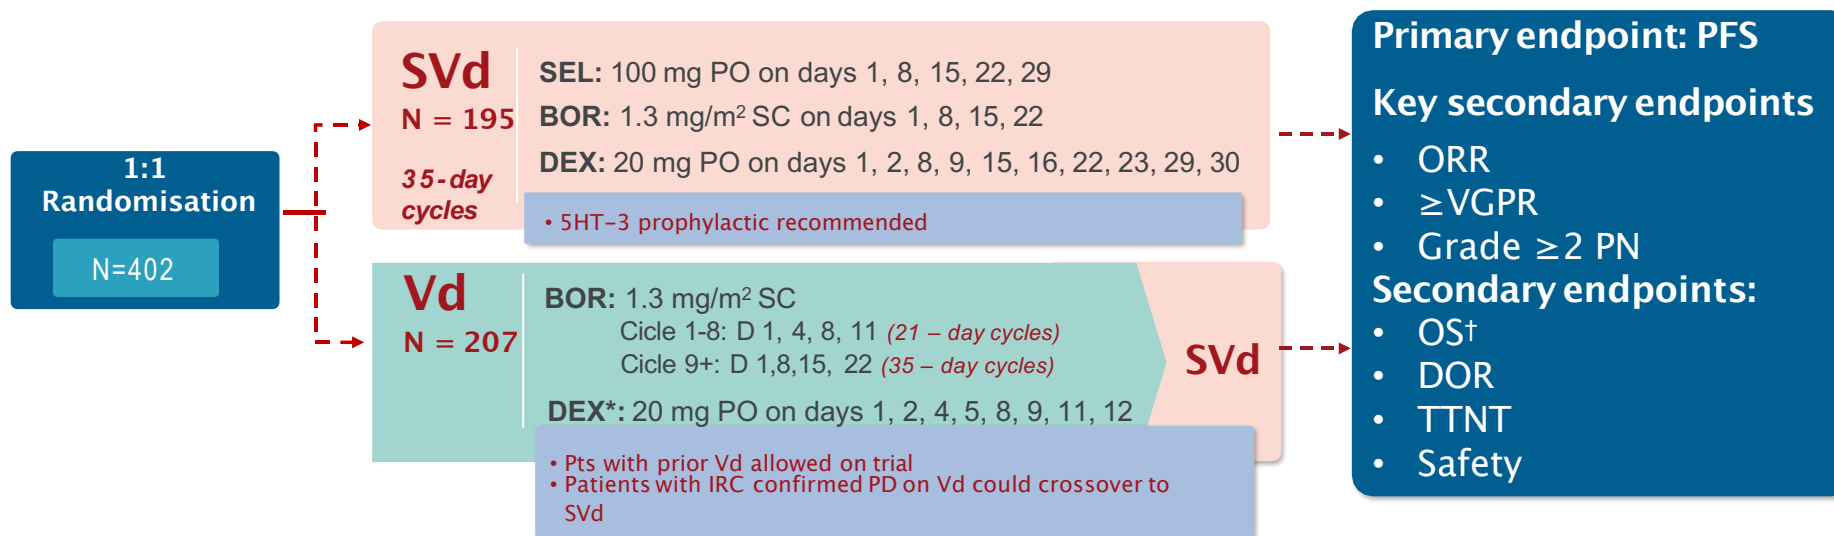 1:1
Randomisation
N=402
SVd
N = 195
35-day
cycles
SEL: 100 mg PO on days 1, 8, 15, 22, 29
BOR: 1.3 mg/m² SC on days 1, 8, 15, 22
DEX: 20 mg PO on days 1, 2, 8, 9, 15, 16, 22, 23, 29, 30
• 5HT-3 prophylactic recommended
Vd
N = 207
BOR: 1.3 mg/m² SC
Cicle 1-8: D 1, 4, 8, 11 (21 – day cycles)
Cicle 9+: D 1,8,15, 22 (35 – day cycles)
DEX*: 20 mg PO on days 1, 2, 4, 5, 8, 9, 11, 12
• Pts with prior Vd allowed on trial
• Patients with IRC confirmed PD on Vd could crossover to
SVd
SVd
Primary endpoint: PFS
Key secondary endpoints
• ORR
• ≥VGPR
• Grade ≥2 PN
Secondary endpoints:
• OS†
• DOR
• TTNT
• Safety